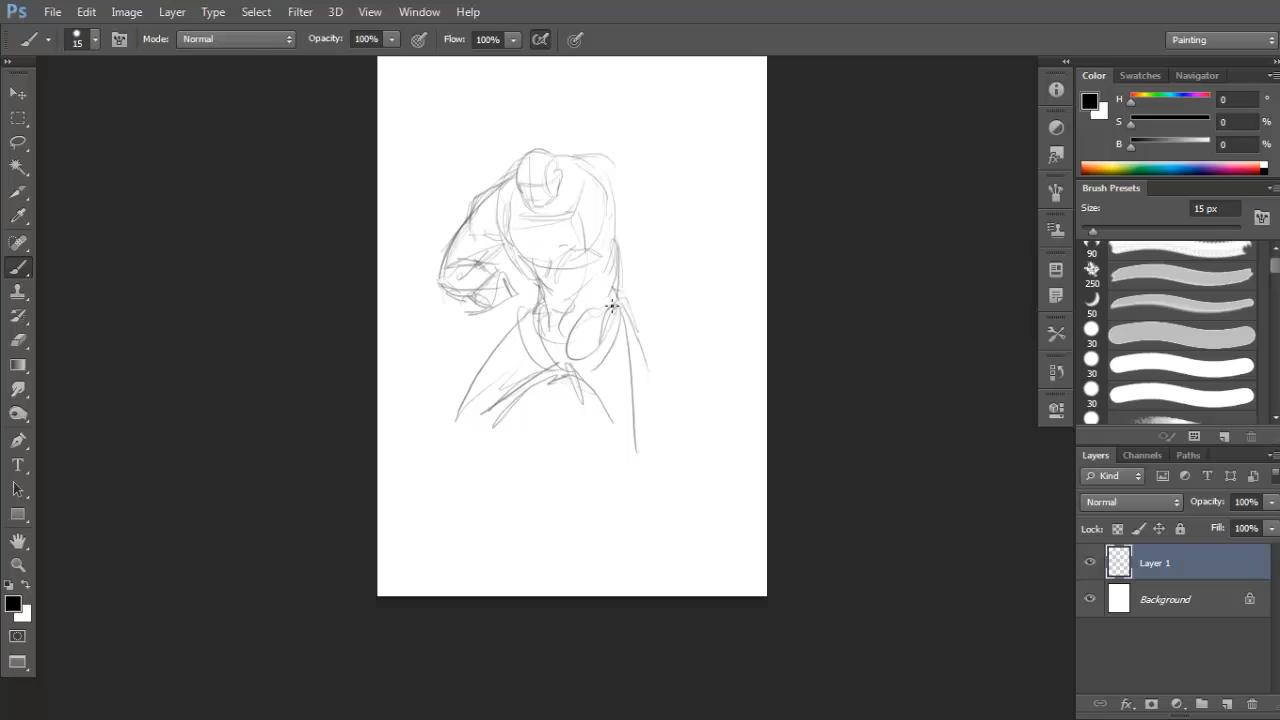 Ps File Edit Image Layer Type Select Filter 3D View Window Help
15 Mode: Normal Opacity: 100% Flow: 100% Painting
Color Swatches Navigator
H 0 °
S 0 %
B 0 %
Brush Presets
Size: 15 px
90
250
50
30
30
30
Layers Channels Paths
Kind
Normal Opacity: 100%
Lock: Fill: 100%
Layer 1
Background